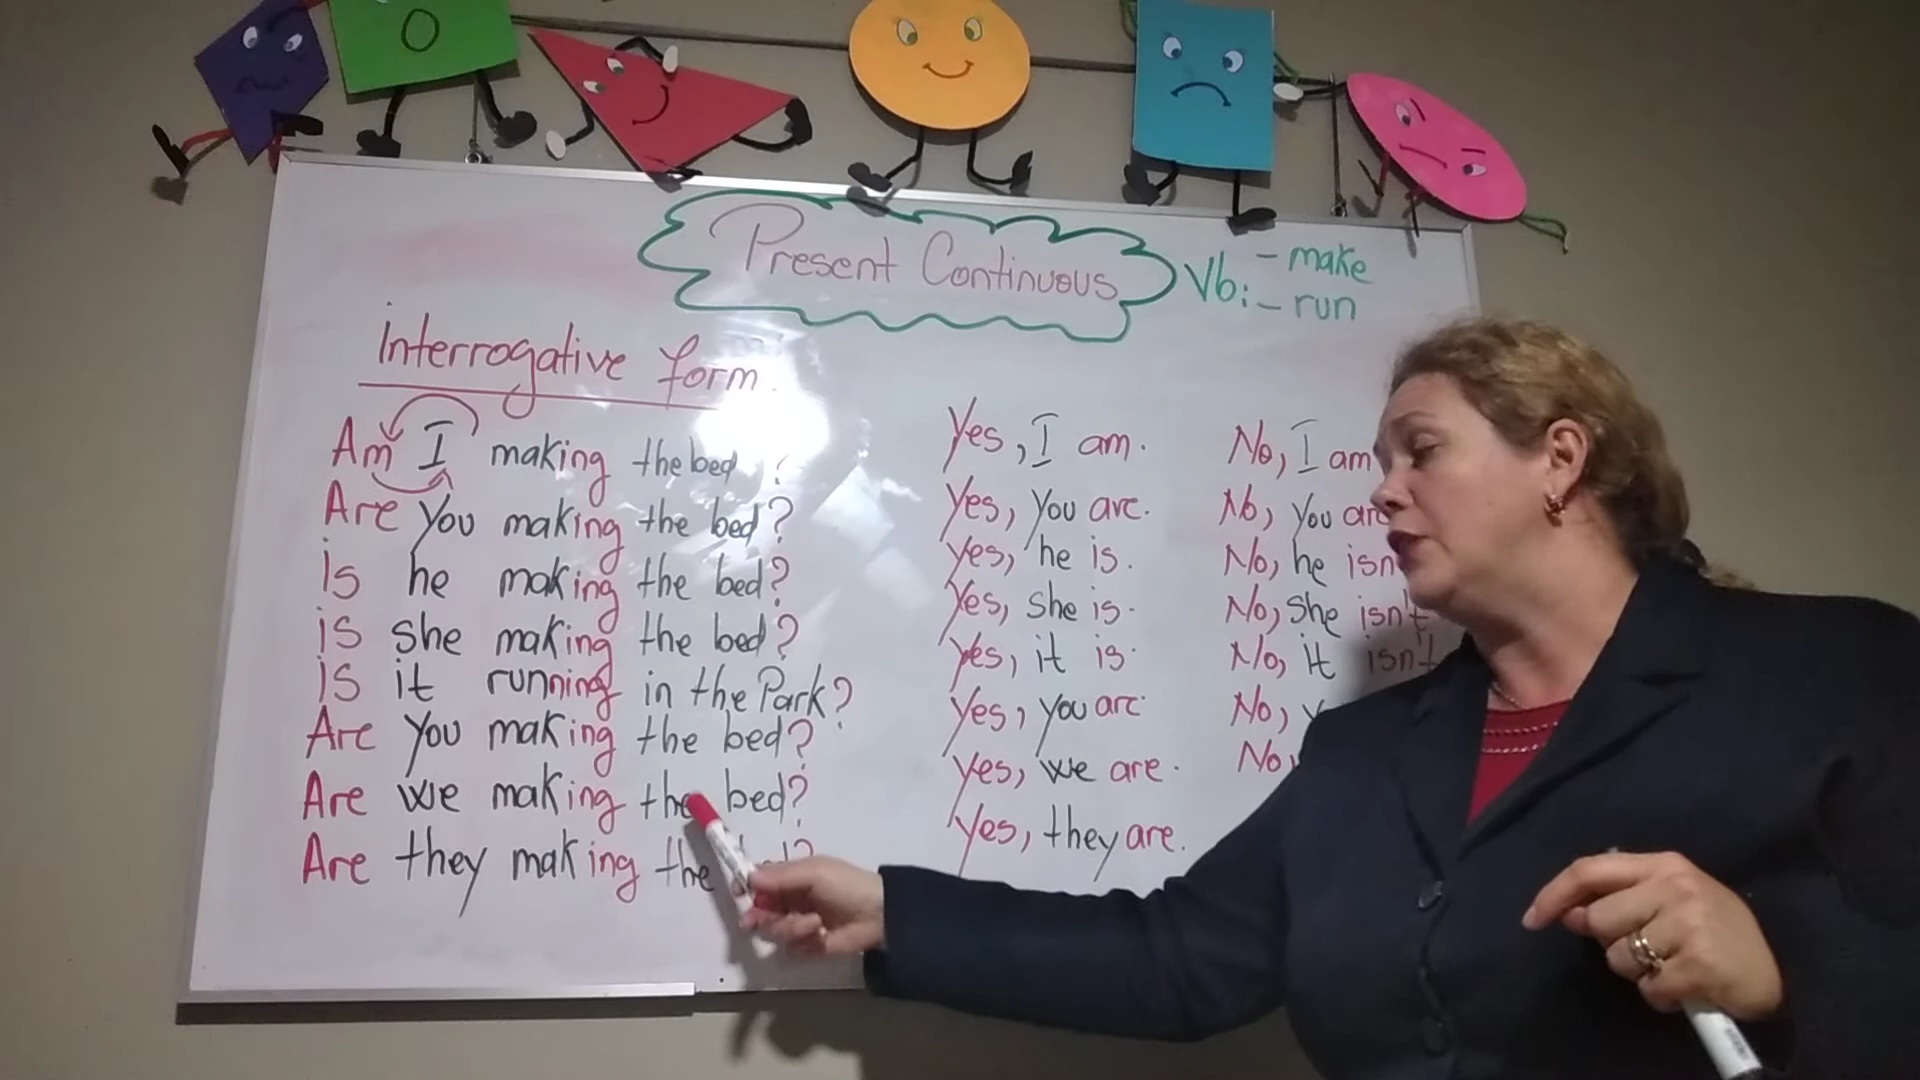 Present Continuous
Vb: - make
- run
Interrogative form.
Am I making the bed ?
Are you making the bed?
is he making the bed?
is she making the bed?
is it running in the Park?
Are you making the bed?
Are we making the bed?
Are they making the
Yes, I am.
Yes, you are.
Yes, he is.
Yes, she is.
Yes, it is.
Yes, you are
Yes, we are.
Yes, they are.
No, I am
No, you
No, he
No, she isn't
No, it isn't
No,
No,